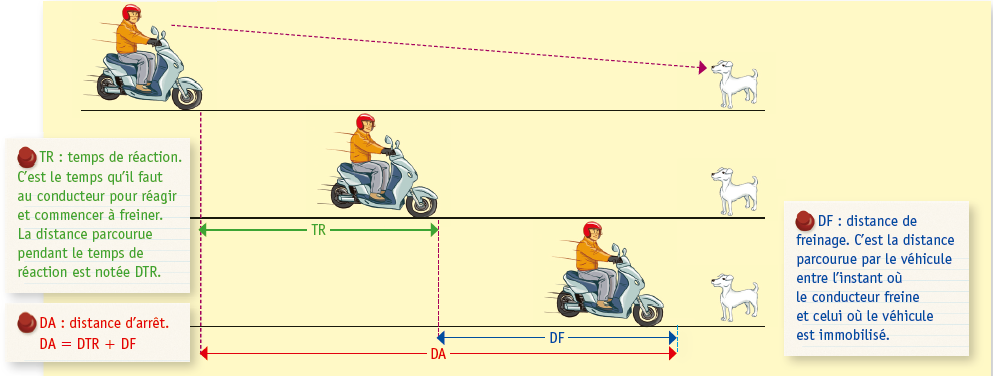 TR : temps de réaction.
C'est le temps qu'il faut
au conducteur pour réagir
et commencer à freiner.
La distance parcourue
pendant le temps de
réaction est notée DTR.
DA : distance d'arrêt.
DA = DTR + DF
TR
DF
DA
DF : distance de
freinage. C'est la distance
parcourue par le véhicule
entre l'instant où
le conducteur freine
et celui où le véhicule
est immobilisé.